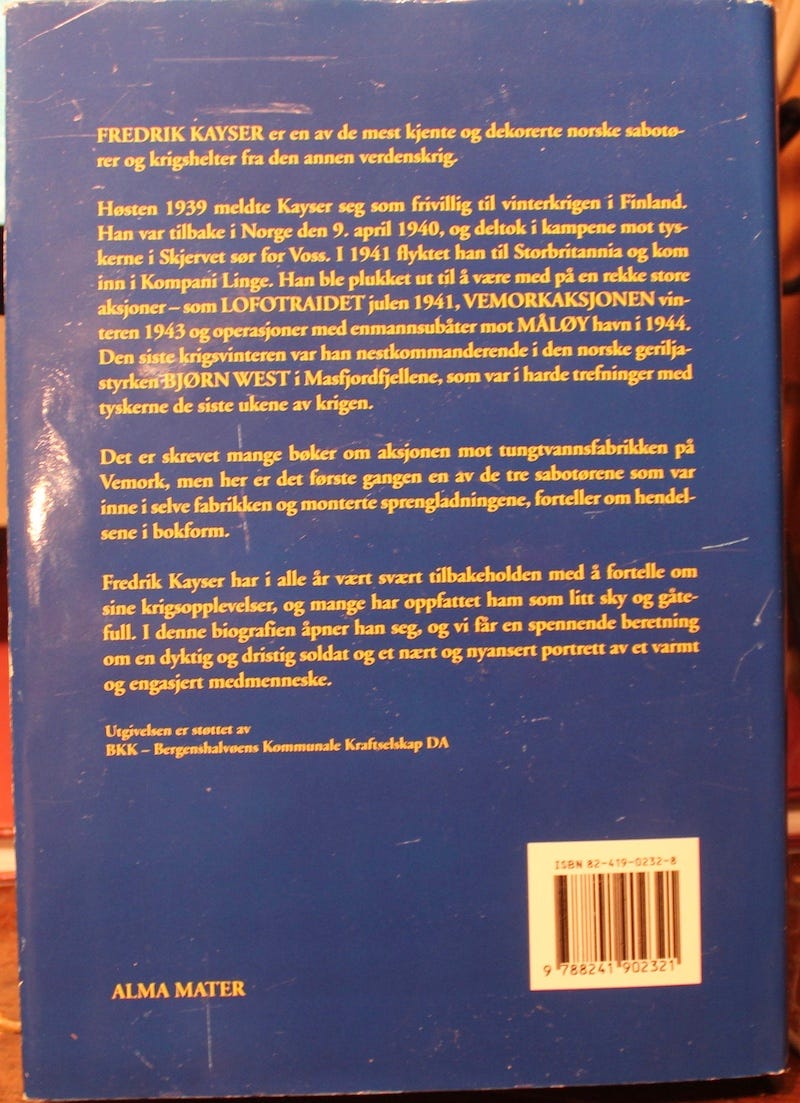 FREDRIK KAYSER er en av de mest kjente og dekorerte norske sabotø-
rer og krigshelter fra den annen verdenskrig.
Høsten 1939 meldte Kayser seg som frivillig til vinterkrigen i Finland.
Han var tilbake i Norge den 9. april 1940, og deltok i kampene mot tys-
kerne i Skjervet sør for Voss. I 1941 flyktet han til Storbritannia og kom
inn i Kompani Linge. Han ble plukket ut til å være med på en rekke store
aksjoner – som LOFOTRAIDET julen 1941, VEMORKAKSJONEN vin-
teren 1943 og operasjoner med enmannsubåter mot MÅLØY havn i 1944.
Den siste krigsvinteren var han nestkommanderende i den norske gerilja-
styrken BJØRN WEST i Masfjordfjellene, som var i harde trefninger med
tyskerne de siste ukene av krigen.
Det er skrevet mange bøker om aksjonen mot tungtvannsfabrikken på
Vemork, men her er det første gangen en av de tre sabotørene som var
inne i selve fabrikken og monterte sprengladningene, forteller om hendel-
sene i bokform.
Fredrik Kayser har i alle år vært svært tilbakeholden med å fortelle om
sine krigsopplevelser, og mange har oppfattet ham som litt sky og gåte-
full. I denne biografien åpner han seg, og vi får en spennende beretning
om en dyktig og dristig soldat og et nært og nyansert portrett av et varmt
og engasjert medmenneske.
Utgivelsen er støttet av
BKK – Bergenshalvøens Kommunale Kraftselskap DA
ISBN 82-419-0232-8
9 788241 902321
ALMA MATER